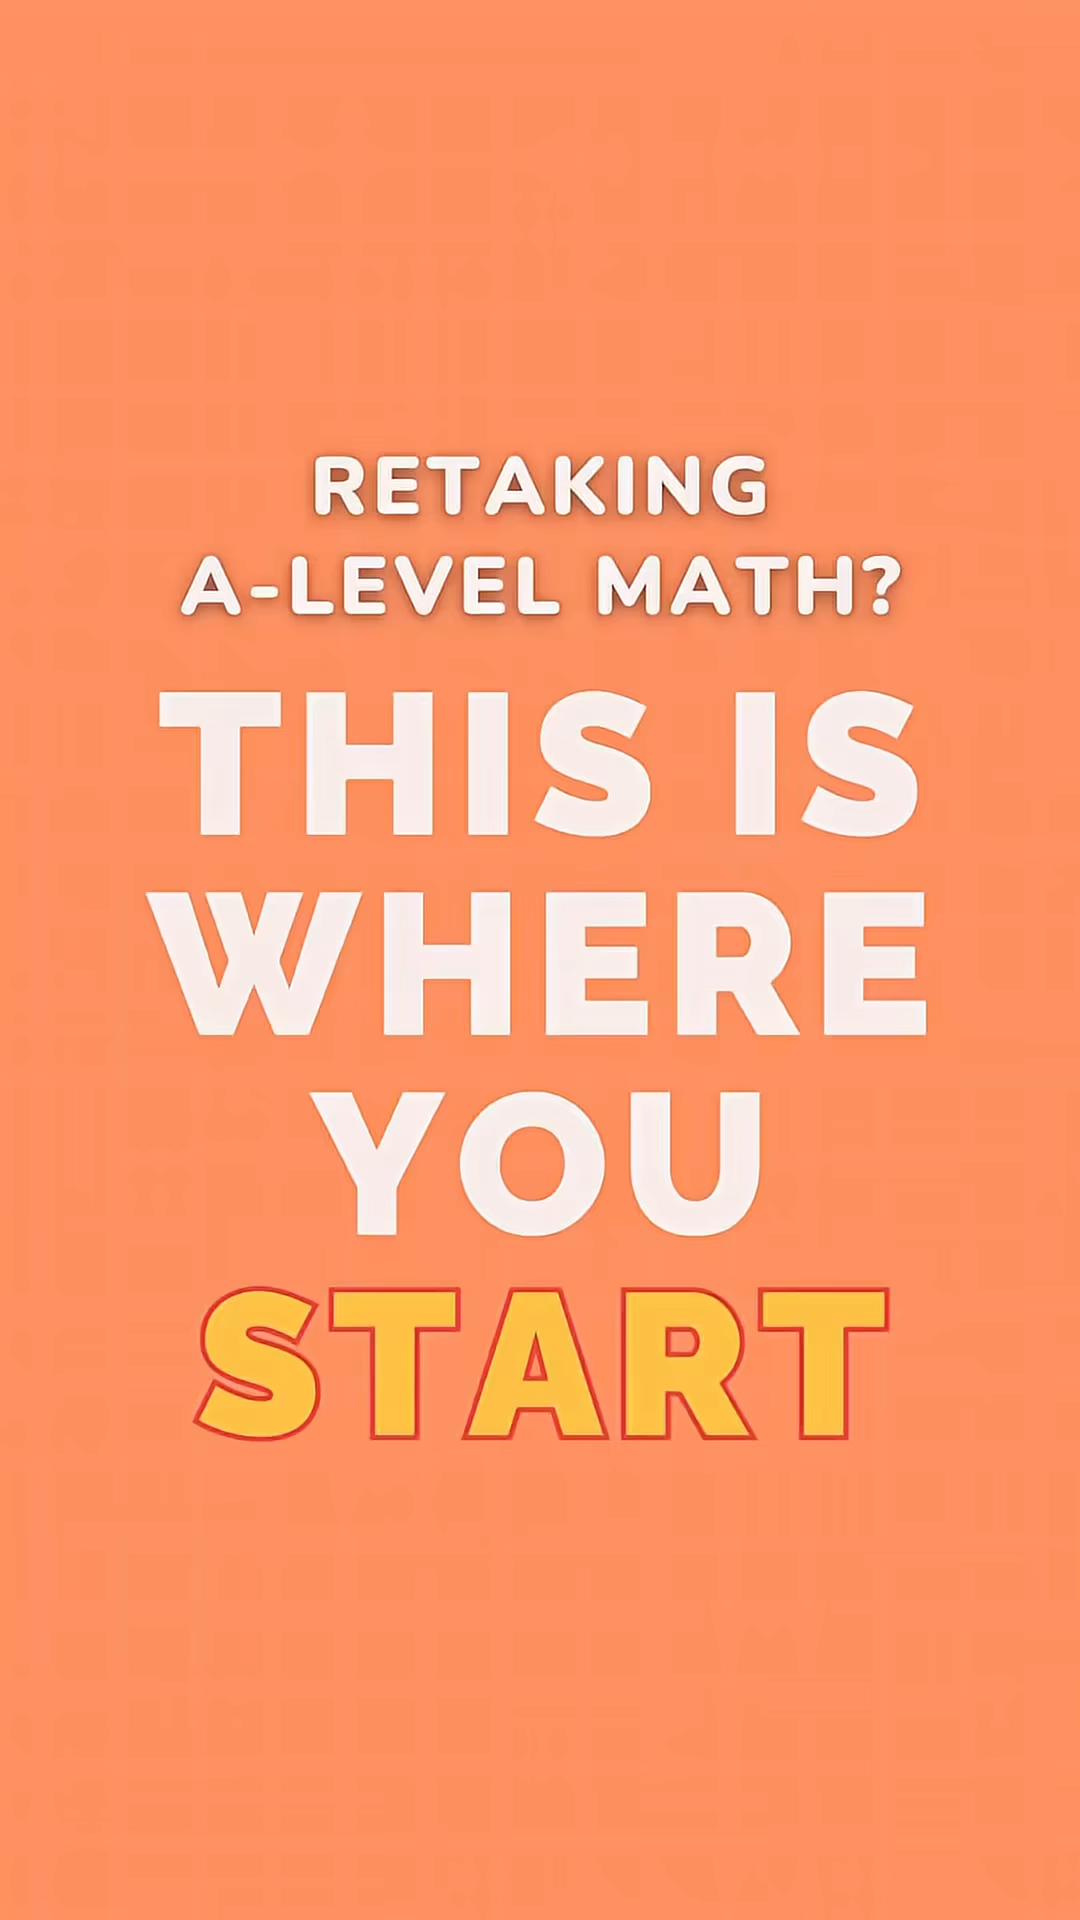 RETAKING
A-LEVEL MATH?
THIS IS
WHERE
YOU
START